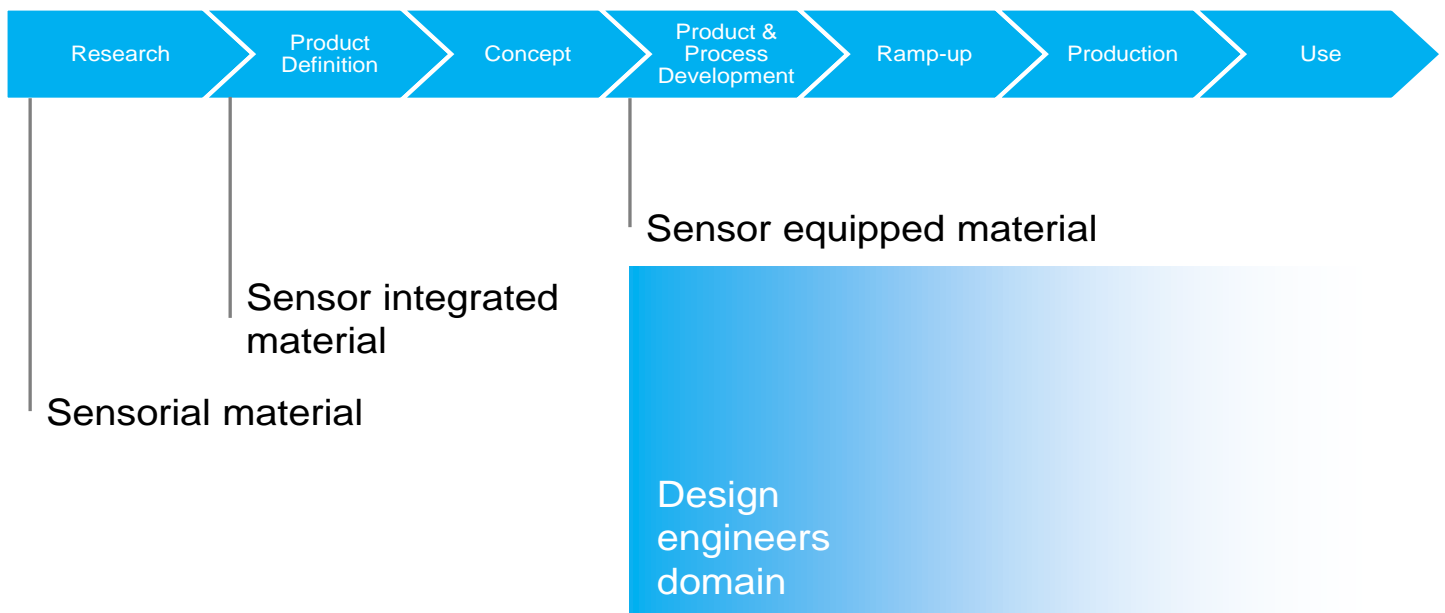 Research
Product
Definition
Concept
Product &
Process
Development
Ramp-up
Production
Use
Sensor equipped material
Sensor integrated
material
Sensorial material
Design
engineers
domain